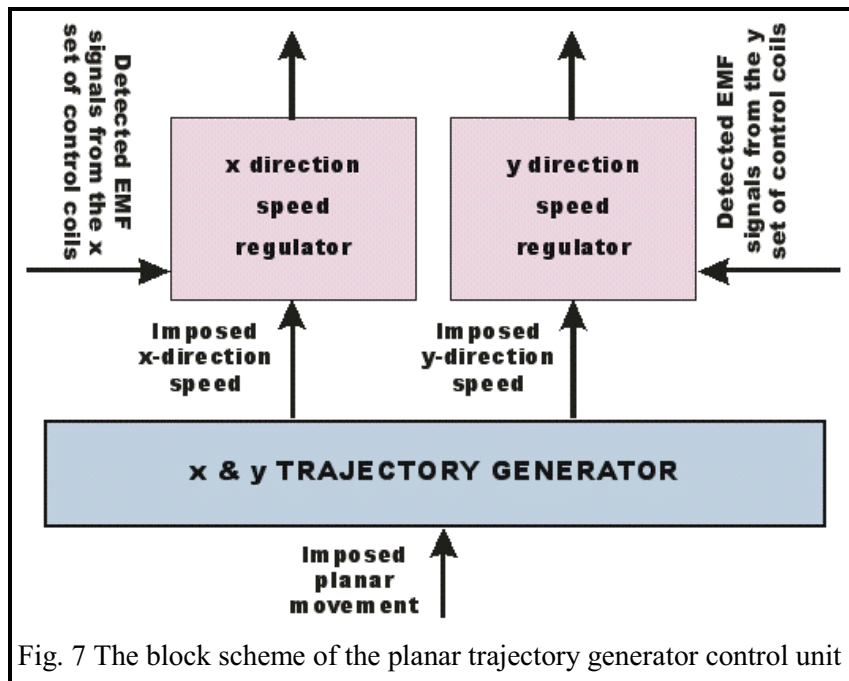 Detected EMF
signals from the x
set of control coils
x direction
speed
regulator
y direction
speed
regulator
Detected EMF
signals from the y
set of control coils
Imposed
x-direction
speed
Imposed
y-direction
speed
x & y TRAJECTORY GENERATOR
Imposed
planar
movement
Fig. 7 The block scheme of the planar trajectory generator control unit